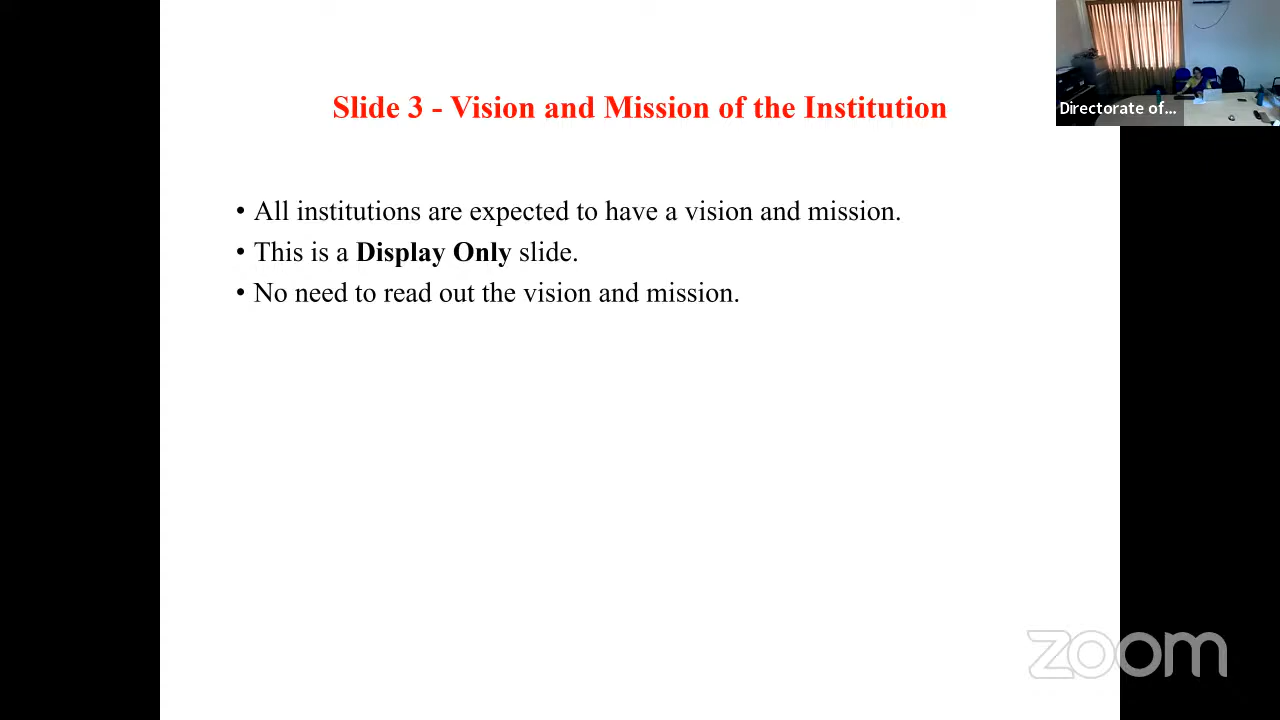 Slide 3 - Vision and Mission of the Institution
Directorate of...
• All institutions are expected to have a vision and mission.
• This is a Display Only slide.
• No need to read out the vision and mission.
zoom